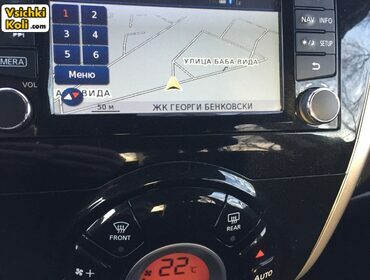 Vsichki
Koli.com
1 2
3 4
5 6
Меню
УЛИЦА БАБА ВИДА
ВИДА
50 м
ЖК ГЕОРГИ БЕНКОВСКИ
NAV INFO
SETUP
MERA
VOL
FRONT
REAR
22°C
AUTO